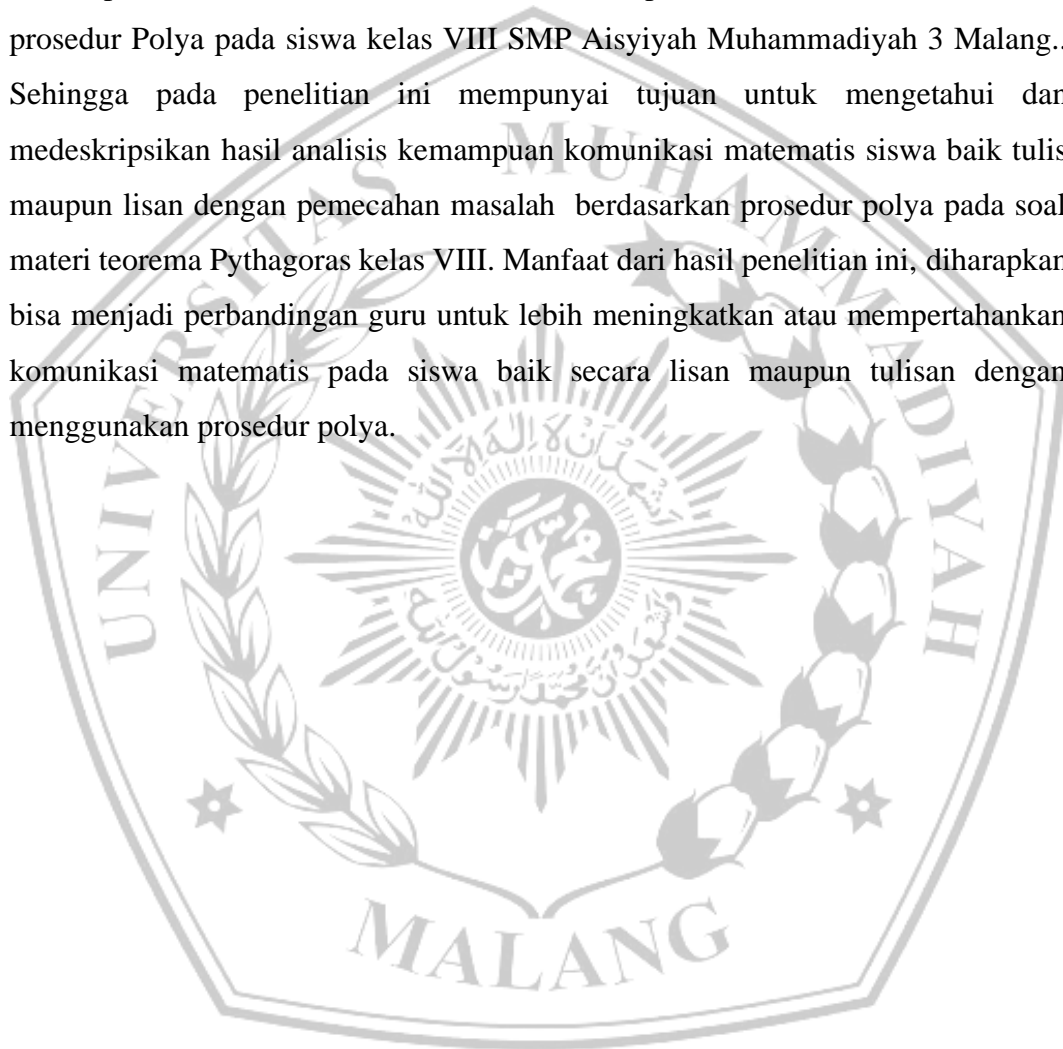 prosedur Polya pada siswa kelas VIII SMP Aisyiyah Muhammadiyah 3 Malang..
Sehingga pada penelitian ini mempunyai tujuan untuk mengetahui dan
medeskripsikan hasil analisis kemampuan komunikasi matematis siswa baik tulis
maupun lisan dengan pemecahan masalah berdasarkan prosedur polya pada soal
materi teorema Pythagoras kelas VIII. Manfaat dari hasil penelitian ini, diharapkan
bisa menjadi perbandingan guru untuk lebih meningkatkan atau mempertahankan
komunikasi matematis pada siswa baik secara lisan maupun tulisan dengan
menggunakan prosedur polya.
UNIVERSITAS MUHAMMADIYAH
MALANG